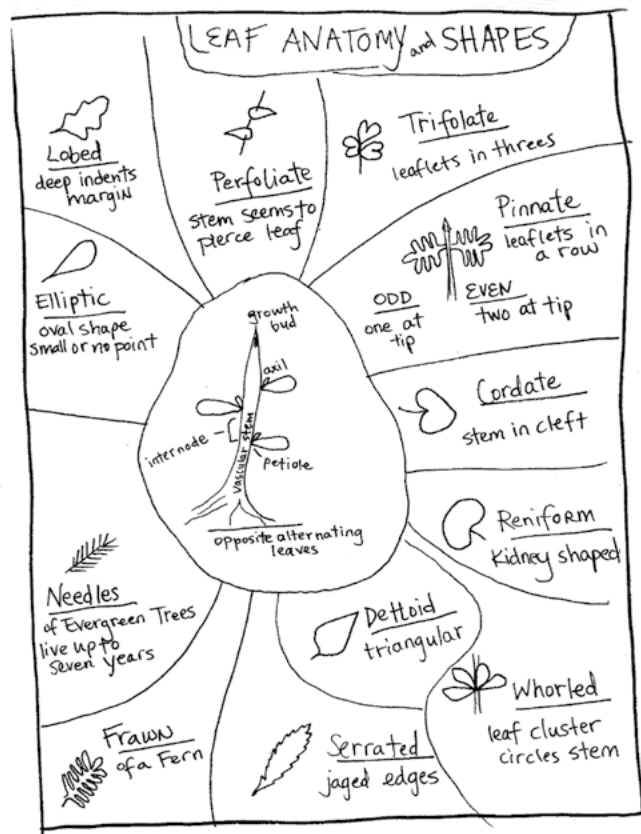 LEAF ANATOMY and SHAPES
Lobed
deep indents
margin
Perfoliate
stem seems to
pierce leaf
Trifolate
leaflets in threes
Pinnate
leaflets in
a row
ODD
one at
tip
EVEN
two at tip
Elliptic
oval shape
small or no point
growth
bud
axil
internode
vascular stem
petiole
opposite alternating
leaves
Cordate
stem in cleft
Reniform
Kidney shaped
Needles
of Evergreen Trees
live up to
seven years
Deltoid
triangular
Whorled
leaf cluster
circles stem
Frawn
of a Fern
Serrated
jaged edges